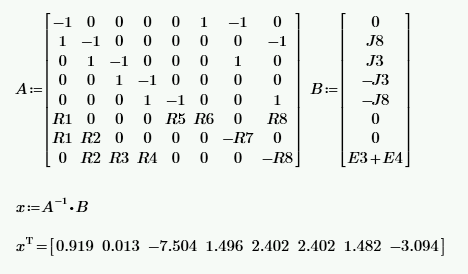 -1 0 0 0 0 1 -1 0 0
1 -1 0 0 0 0 0 -1 J8
0 1 -1 0 0 0 1 0 J3
0 0 1 -1 0 0 0 0 -J3
A:= 0 0 0 1 -1 0 0 1 B:= -J8
R1 0 0 0 R5 R6 0 R8 0
R1 R2 0 0 0 0 -R7 0 0
0 R2 R3 R4 0 0 0 -R8 E3+E4
x:=A⁻¹•B
xᵀ=[0.919 0.013 -7.504 1.496 2.402 2.402 1.482 -3.094]